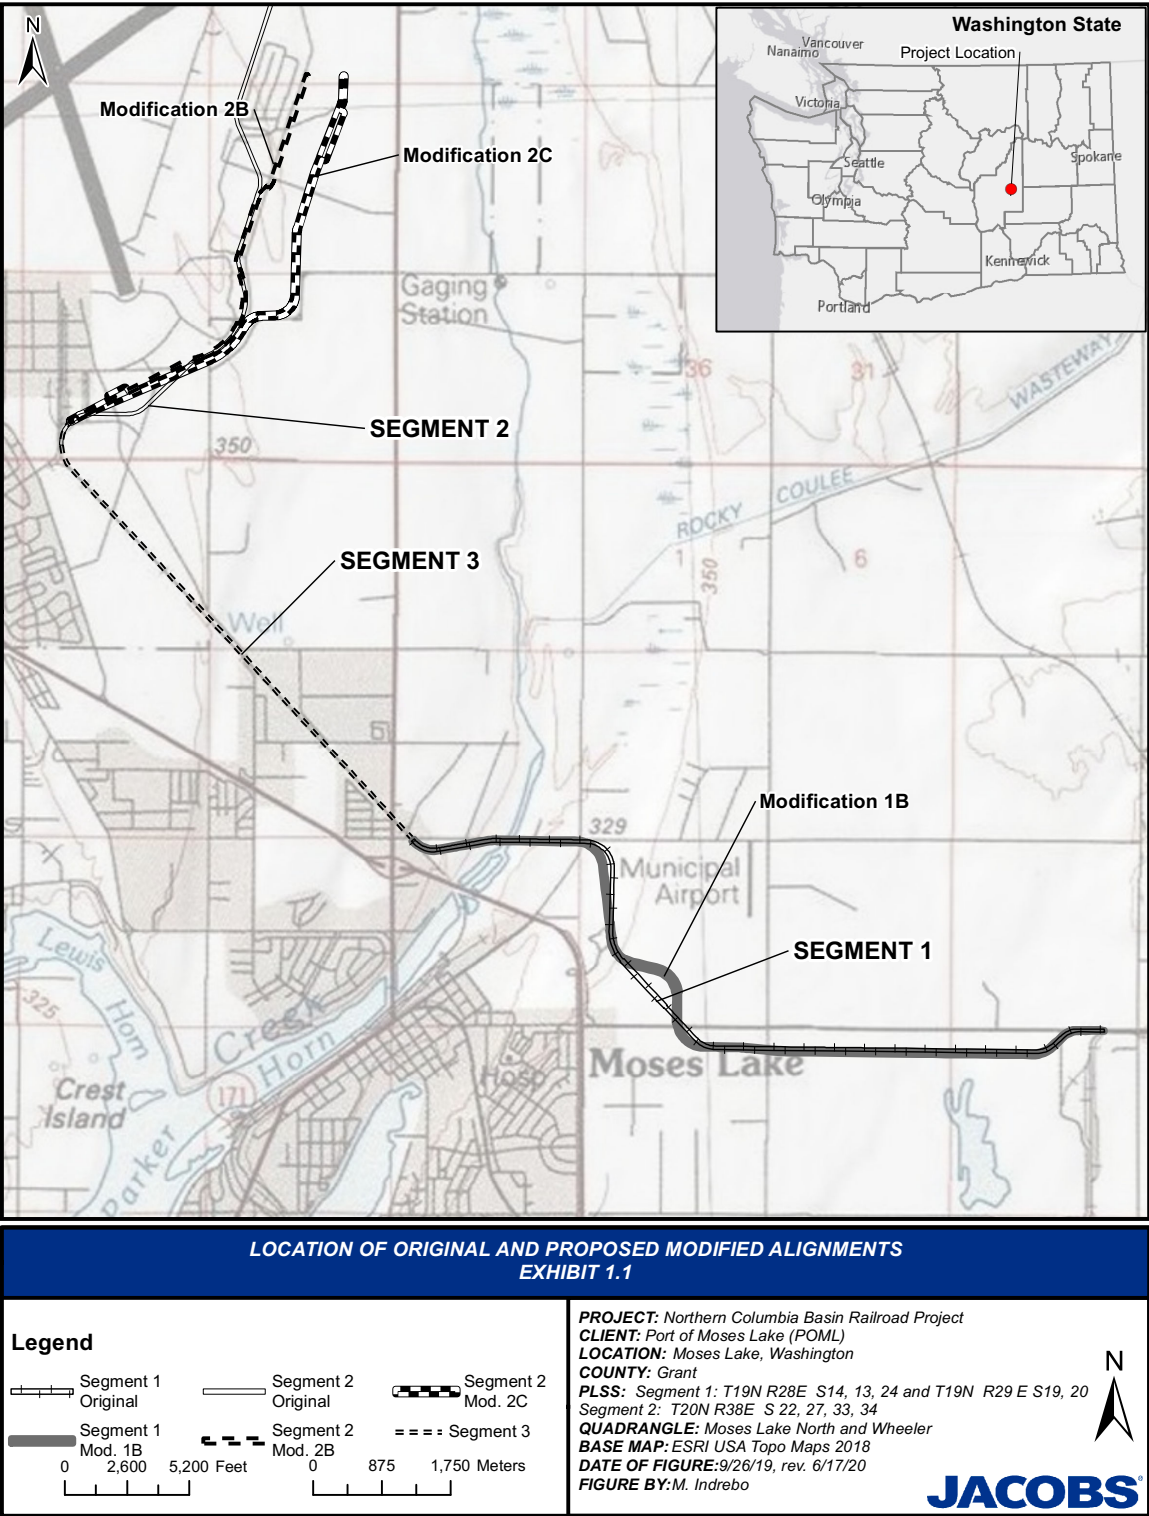 N
Modification 2B
Modification 2C
Washington State
Project Location
Vancouver
Nanaimo
Victoria
Seattle
Spokane
Olympia
Kennewick
Portland
Gaging
Station
36
31
WASTEWAY
SEGMENT 2
350
ROCKY COULEE
SEGMENT 3
1
350
6
Well
Modification 1B
329
Municipal
Airport
SEGMENT 1
Lewis
Horn
325
Creek
Horn
Crest
Island
171
Parker
Hosp
Moses Lake
LOCATION OF ORIGINAL AND PROPOSED MODIFIED ALIGNMENTS
EXHIBIT 1.1
Legend
Segment 1
Original
Segment 2
Original
Segment 2
Mod. 2C
Segment 1
Mod. 1B
Segment 2
Mod. 2B
Segment 3
0 2,600 5,200 Feet
0 875 1,750 Meters
PROJECT: Northern Columbia Basin Railroad Project
CLIENT: Port of Moses Lake (POML)
LOCATION: Moses Lake, Washington
COUNTY: Grant
PLSS: Segment 1: T19N R28E S14, 13, 24 and T19N R29 E S19, 20
Segment 2: T20N R38E S 22, 27, 33, 34
QUADRANGLE: Moses Lake North and Wheeler
BASE MAP: ESRI USA Topo Maps 2018
DATE OF FIGURE:9/26/19, rev. 6/17/20
FIGURE BY:M. Indrebo
N
JACOBS®